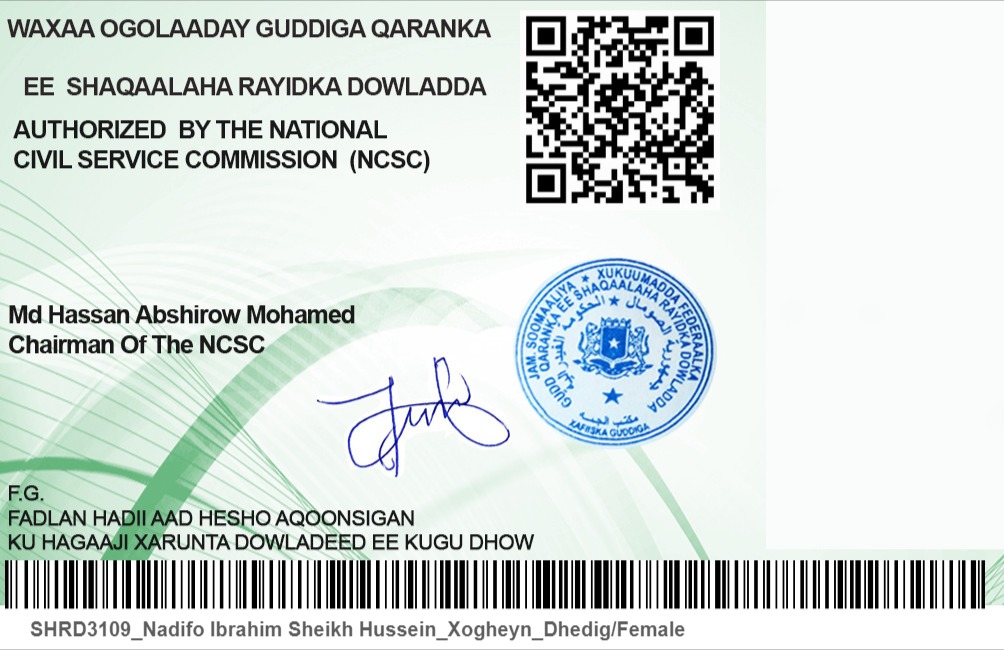 WAXAA OGOLAADAY GUDDIGA QARANKA
EE SHAQAALAHA RAYIDKA DOWLADDA
AUTHORIZED BY THE NATIONAL
CIVIL SERVICE COMMISSION (NCSC)
Md Hassan Abshirow Mohamed
Chairman Of The NCSC
JAM. SOOMAALIYA ★ XUKUUMADDA FEDERAALKA
QARANKA EE SHAQAALAHA RAYIDKA DOWLADDA
XAFIISKA GUDDIGA
F.G.
FADLAN HADII AAD HESHO AQOONSIGAN
KU HAGAAJI XARUNTA DOWLADEED EE KUGU DHOW
SHRD3109_Nadifo Ibrahim Sheikh Hussein_Xogheyn_Dhedig/Female